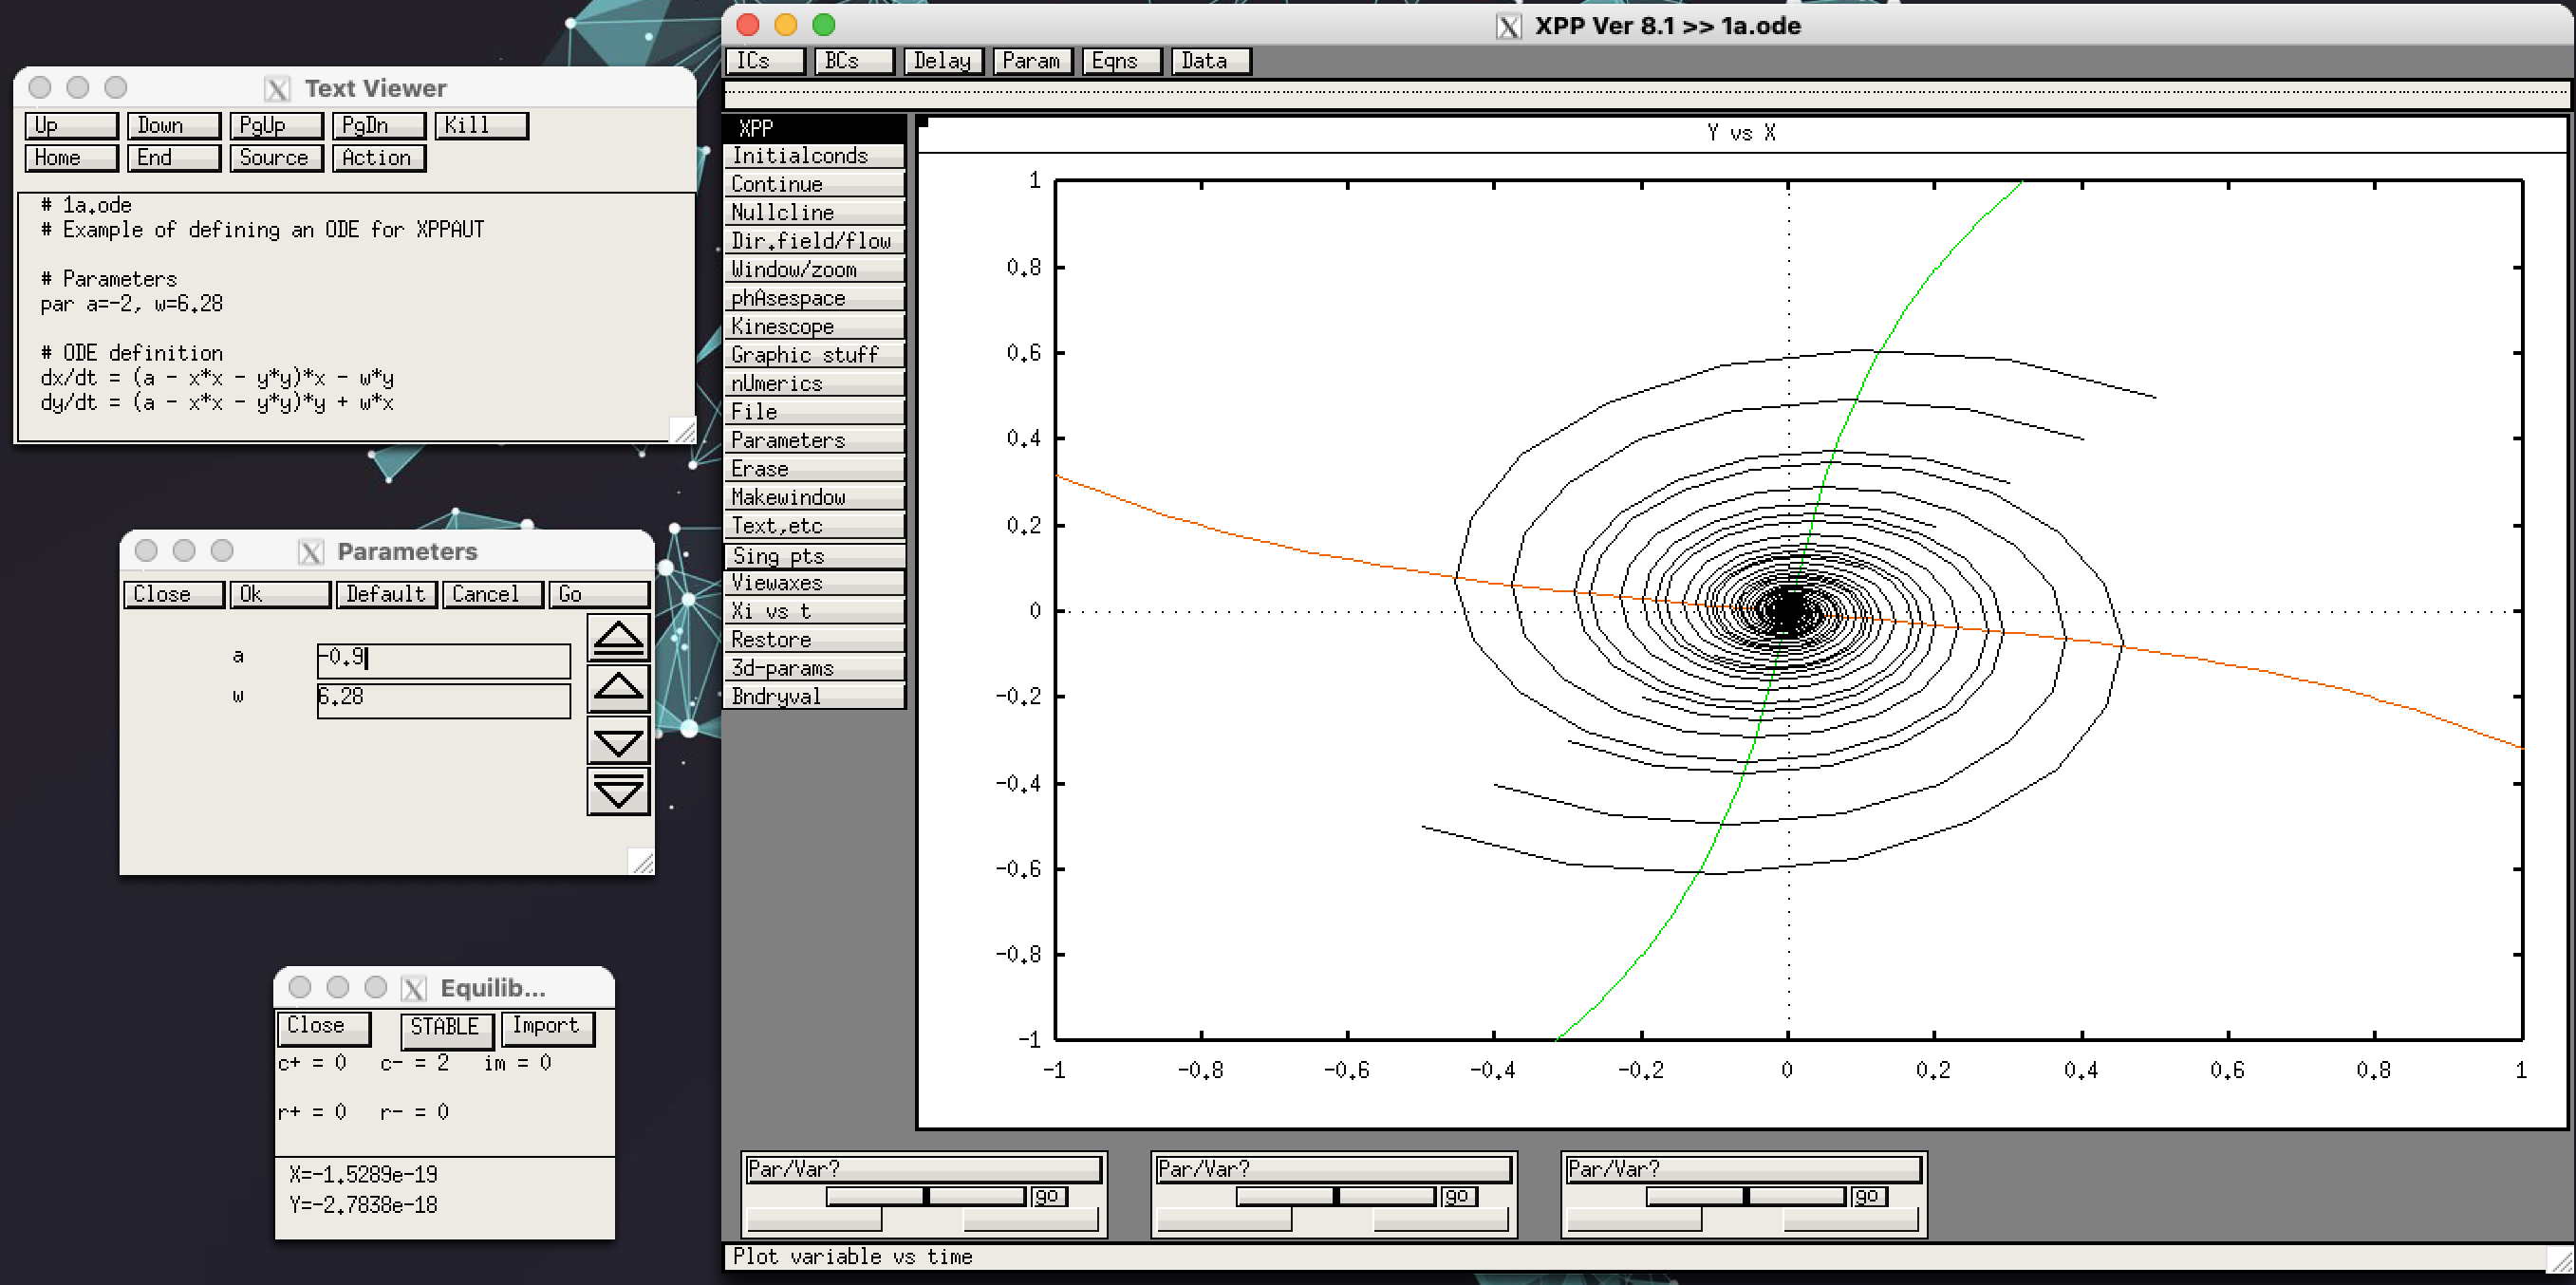 XPP Ver 8.1 >> 1a.ode
ICs BCs Delay Param Eqns Data
Text Viewer
Up Down PgUp PgDn Kill
Home End Source Action
# 1a.ode
# Example of defining an ODE for XPPAUT
# Parameters
par a=-2, w=6.28
# ODE definition
dx/dt = (a - x*x - y*y)*x - w*y
dy/dt = (a - x*x - y*y)*y + w*x
Parameters
Close Ok Default Cancel Go
a -0.9
w 6.28
Equilib...
Close STABLE Import
c+ = 0 c- = 2 im = 0
r+ = 0 r- = 0
X=-1.5289e-19
Y=-2.7838e-18
XPP
Initialconds
Continue
Nullcline
Dir.field/flow
Window/zoom
phAsespace
Kinescope
Graphic stuff
nUmerics
File
Parameters
Erase
Makewindow
Text,etc
Sing pts
Viewaxes
Xi vs t
Restore
3d-params
Bndryval
Y vs X
1
0.8
0.6
0.4
0.2
0
-0.2
-0.4
-0.6
-0.8
-1
-1 -0.8 -0.6 -0.4 -0.2 0 0.2 0.4 0.6 0.8 1
Par/Var? Par/Var? Par/Var?
go go go
Plot variable vs time